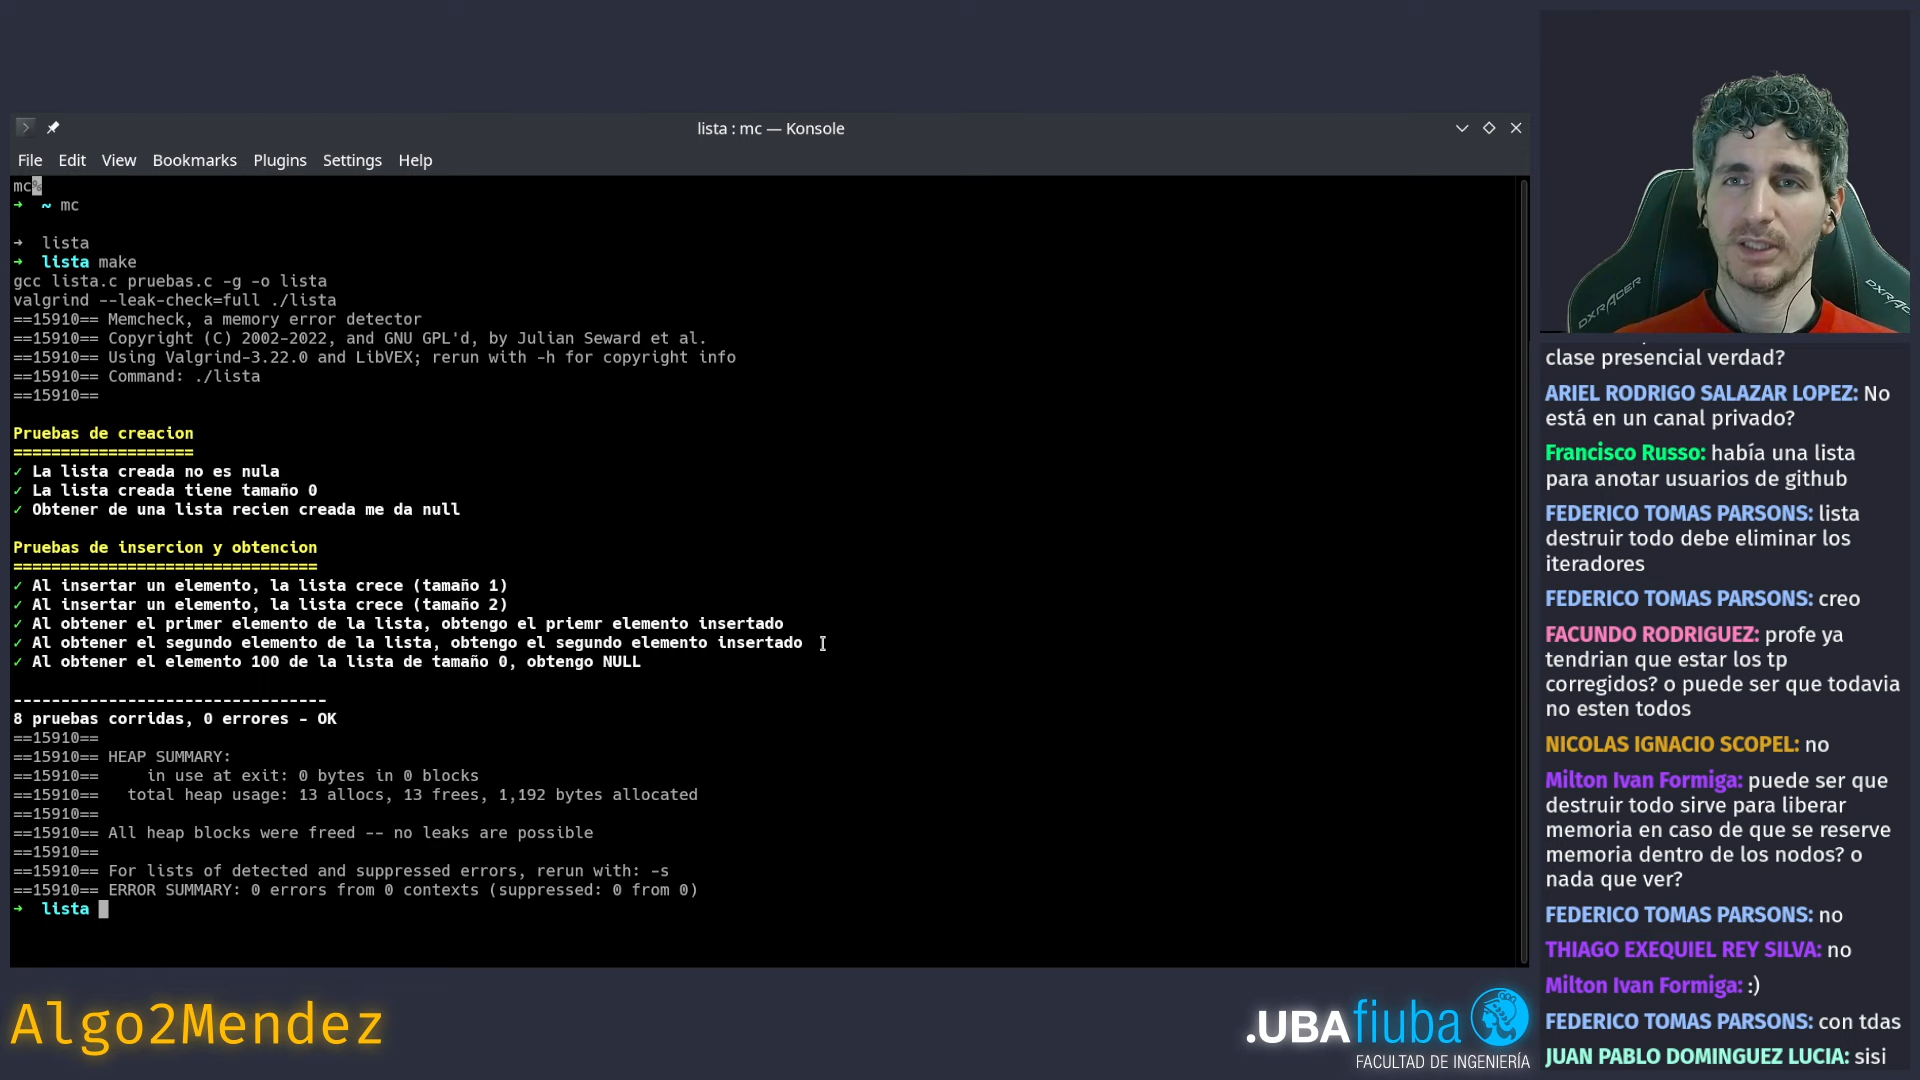 lista : mc — Konsole
File Edit View Bookmarks Plugins Settings Help
mc%
➜ ~ mc
➜ lista
➜ lista make
gcc lista.c pruebas.c -g -o lista
valgrind --leak-check=full ./lista
==15910== Memcheck, a memory error detector
==15910== Copyright (C) 2002-2022, and GNU GPL'd, by Julian Seward et al.
==15910== Using Valgrind-3.22.0 and LibVEX; rerun with -h for copyright info
==15910== Command: ./lista
==15910==
Pruebas de creacion
===================
✓ La lista creada no es nula
✓ La lista creada tiene tamaño 0
✓ Obtener de una lista recien creada me da null
Pruebas de insercion y obtencion
================================
✓ Al insertar un elemento, la lista crece (tamaño 1)
✓ Al insertar un elemento, la lista crece (tamaño 2)
✓ Al obtener el primer elemento de la lista, obtengo el priemr elemento insertado
✓ Al obtener el segundo elemento de la lista, obtengo el segundo elemento insertado
✓ Al obtener el elemento 100 de la lista de tamaño 0, obtengo NULL
---------------------------------
8 pruebas corridas, 0 errores - OK
==15910==
==15910== HEAP SUMMARY:
==15910==     in use at exit: 0 bytes in 0 blocks
==15910==   total heap usage: 13 allocs, 13 frees, 1,192 bytes allocated
==15910==
==15910== All heap blocks were freed -- no leaks are possible
==15910==
==15910== For lists of detected and suppressed errors, rerun with: -s
==15910== ERROR SUMMARY: 0 errors from 0 contexts (suppressed: 0 from 0)
➜ lista
DXRACER
clase presencial verdad?
ARIEL RODRIGO SALAZAR LOPEZ: No
está en un canal privado?
Francisco Russo: había una lista
para anotar usuarios de github
FEDERICO TOMAS PARSONS: lista
destruir todo debe eliminar los
iteradores
FEDERICO TOMAS PARSONS: creo
FACUNDO RODRIGUEZ: profe ya
tendrian que estar los tp
corregidos? o puede ser que todavia
no esten todos
NICOLAS IGNACIO SCOPEL: no
Milton Ivan Formiga: puede ser que
destruir todo sirve para liberar
memoria en caso de que se reserve
memoria dentro de los nodos? o
nada que ver?
FEDERICO TOMAS PARSONS: no
THIAGO EXEQUIEL REY SILVA: no
Milton Ivan Formiga: :)
FEDERICO TOMAS PARSONS: con tdas
JUAN PABLO DOMINGUEZ LUCIA: sisi
Algo2Mendez
.UBAfiuba
FACULTAD DE INGENIERÍA